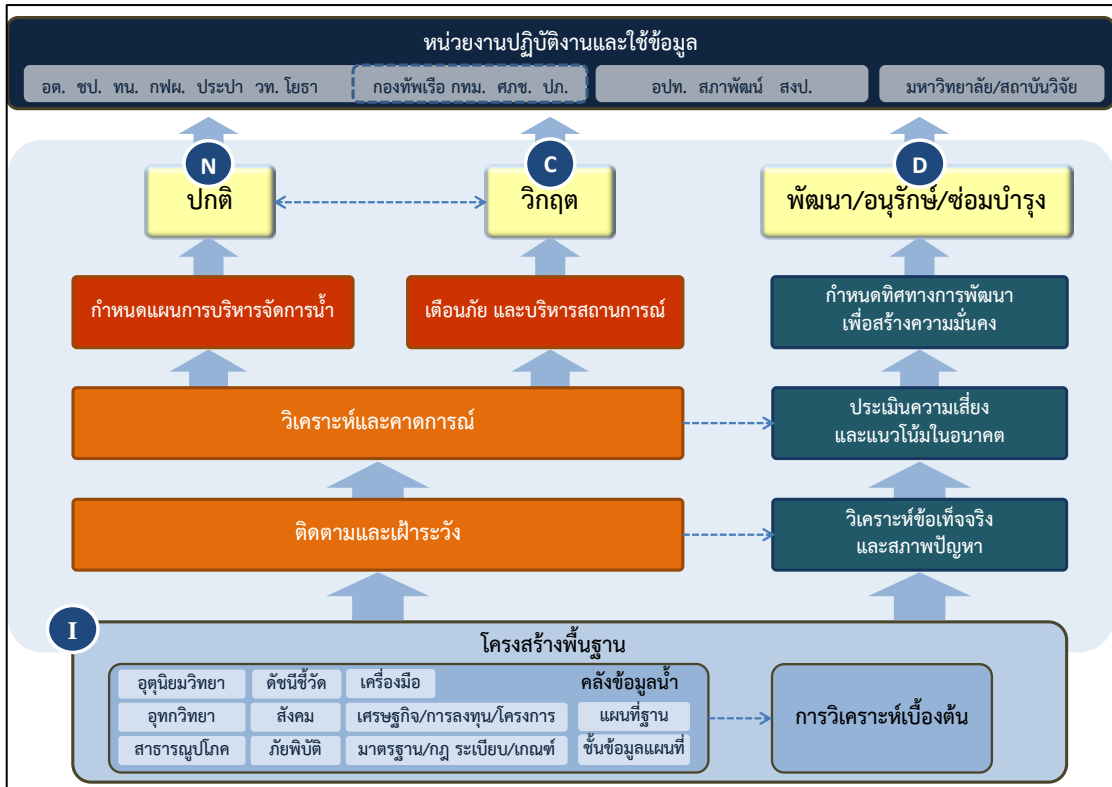 หน่วยงานปฏิบัติงานและใช้ข้อมูล
อต. ชป. ทน. กฟผ. ประปา วท. โยธา
กองทัพเรือ กทม. ศภช. ปภ.
อปท. สภาพัฒน์ สงป.
มหาวิทยาลัย/สถาบันวิจัย
N
C
D
ปกติ
วิกฤต
พัฒนา/อนุรักษ์/ซ่อมบำรุง
กำหนดแผนการบริหารจัดการน้ำ
เตือนภัย และบริหารสถานการณ์
กำหนดทิศทางการพัฒนา
เพื่อสร้างความมั่นคง
วิเคราะห์และคาดการณ์
ประเมินความเสี่ยง
และแนวโน้มในอนาคต
ติดตามและเฝ้าระวัง
วิเคราะห์ข้อเท็จจริง
และสภาพปัญหา
I
โครงสร้างพื้นฐาน
อุตุนิยมวิทยา
ดัชนีชี้วัด
เครื่องมือ
คลังข้อมูลน้ำ
อุทกวิทยา
สังคม
เศรษฐกิจ/การลงทุน/โครงการ
แผนที่ฐาน
สาธารณูปโภค
ภัยพิบัติ
มาตรฐาน/กฎ ระเบียบ/เกณฑ์
ชั้นข้อมูลแผนที่
การวิเคราะห์เบื้องต้น